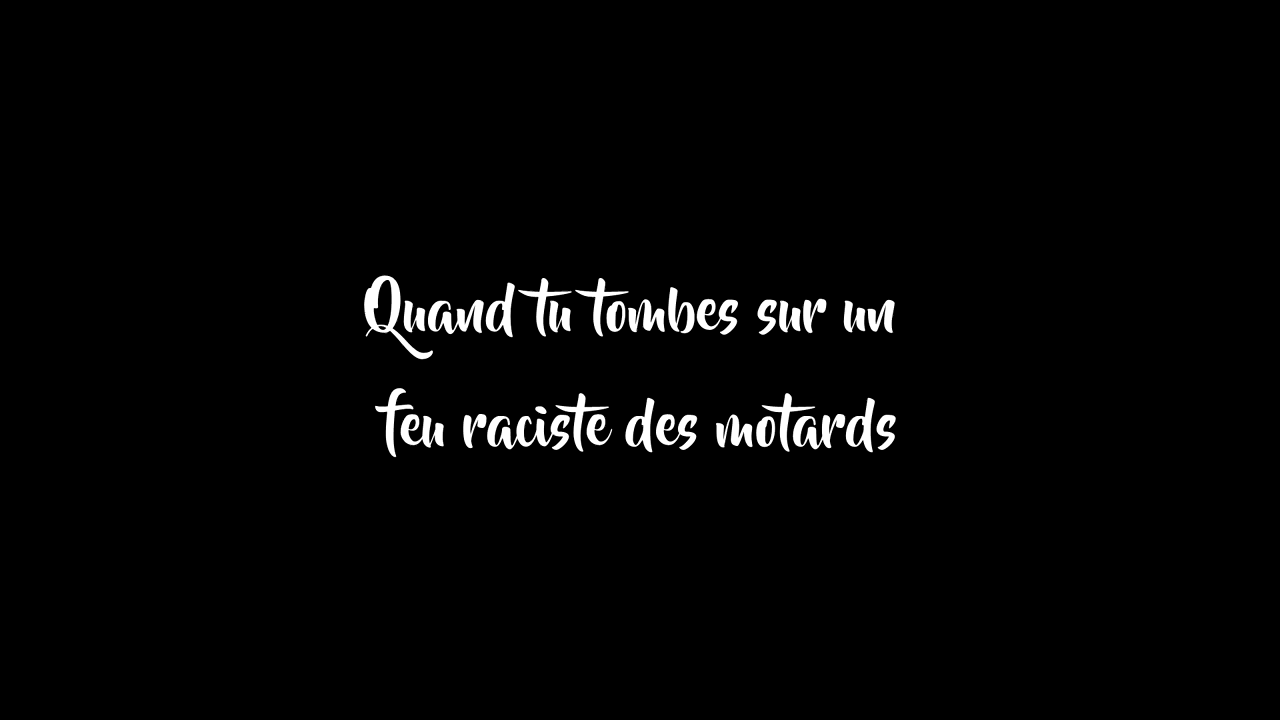 Quand tu tombes sur un
feu raciste des motards